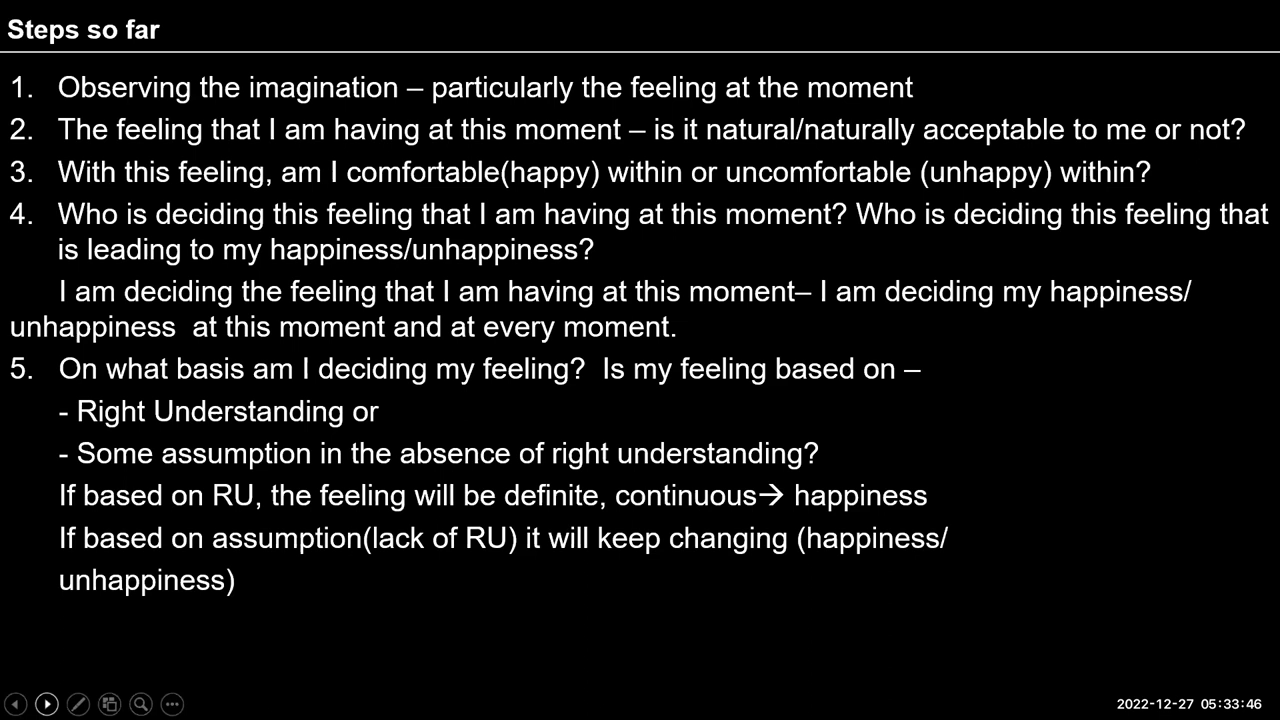 Steps so far
1. Observing the imagination – particularly the feeling at the moment
2. The feeling that I am having at this moment – is it natural/naturally acceptable to me or not?
3. With this feeling, am I comfortable(happy) within or uncomfortable (unhappy) within?
4. Who is deciding this feeling that I am having at this moment? Who is deciding this feeling that
is leading to my happiness/unhappiness?
I am deciding the feeling that I am having at this moment– I am deciding my happiness/
unhappiness at this moment and at every moment.
5. On what basis am I deciding my feeling? Is my feeling based on –
- Right Understanding or
- Some assumption in the absence of right understanding?
If based on RU, the feeling will be definite, continuous→ happiness
If based on assumption(lack of RU) it will keep changing (happiness/
unhappiness)
2022-12-27 05:33:46